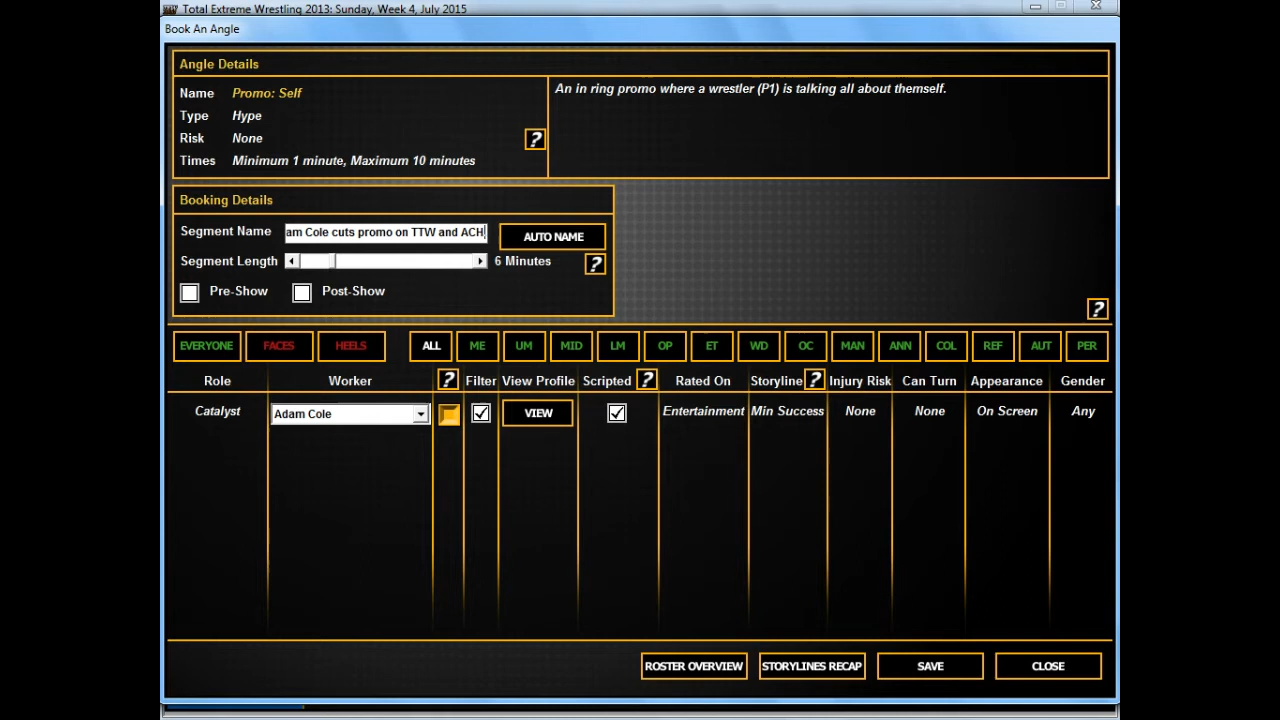 Total Extreme Wrestling 2013: Sunday, Week 4, July 2015
Book An Angle
Angle Details
Name Promo: Self
Type Hype
Risk None
Times Minimum 1 minute, Maximum 10 minutes
?
An in ring promo where a wrestler (P1) is talking all about themself.
Booking Details
Segment Name am Cole cuts promo on TTW and ACH AUTO NAME
Segment Length 6 Minutes ?
Pre-Show Post-Show
?
EVERYONE FACES HEELS ALL ME UM MID LM OP ET WD OC MAN ANN COL REF AUT PER
Role Worker ? Filter View Profile Scripted ? Rated On Storyline ? Injury Risk Can Turn Appearance Gender
Catalyst Adam Cole VIEW Entertainment Min Success None None On Screen Any
ROSTER OVERVIEW STORYLINES RECAP SAVE CLOSE